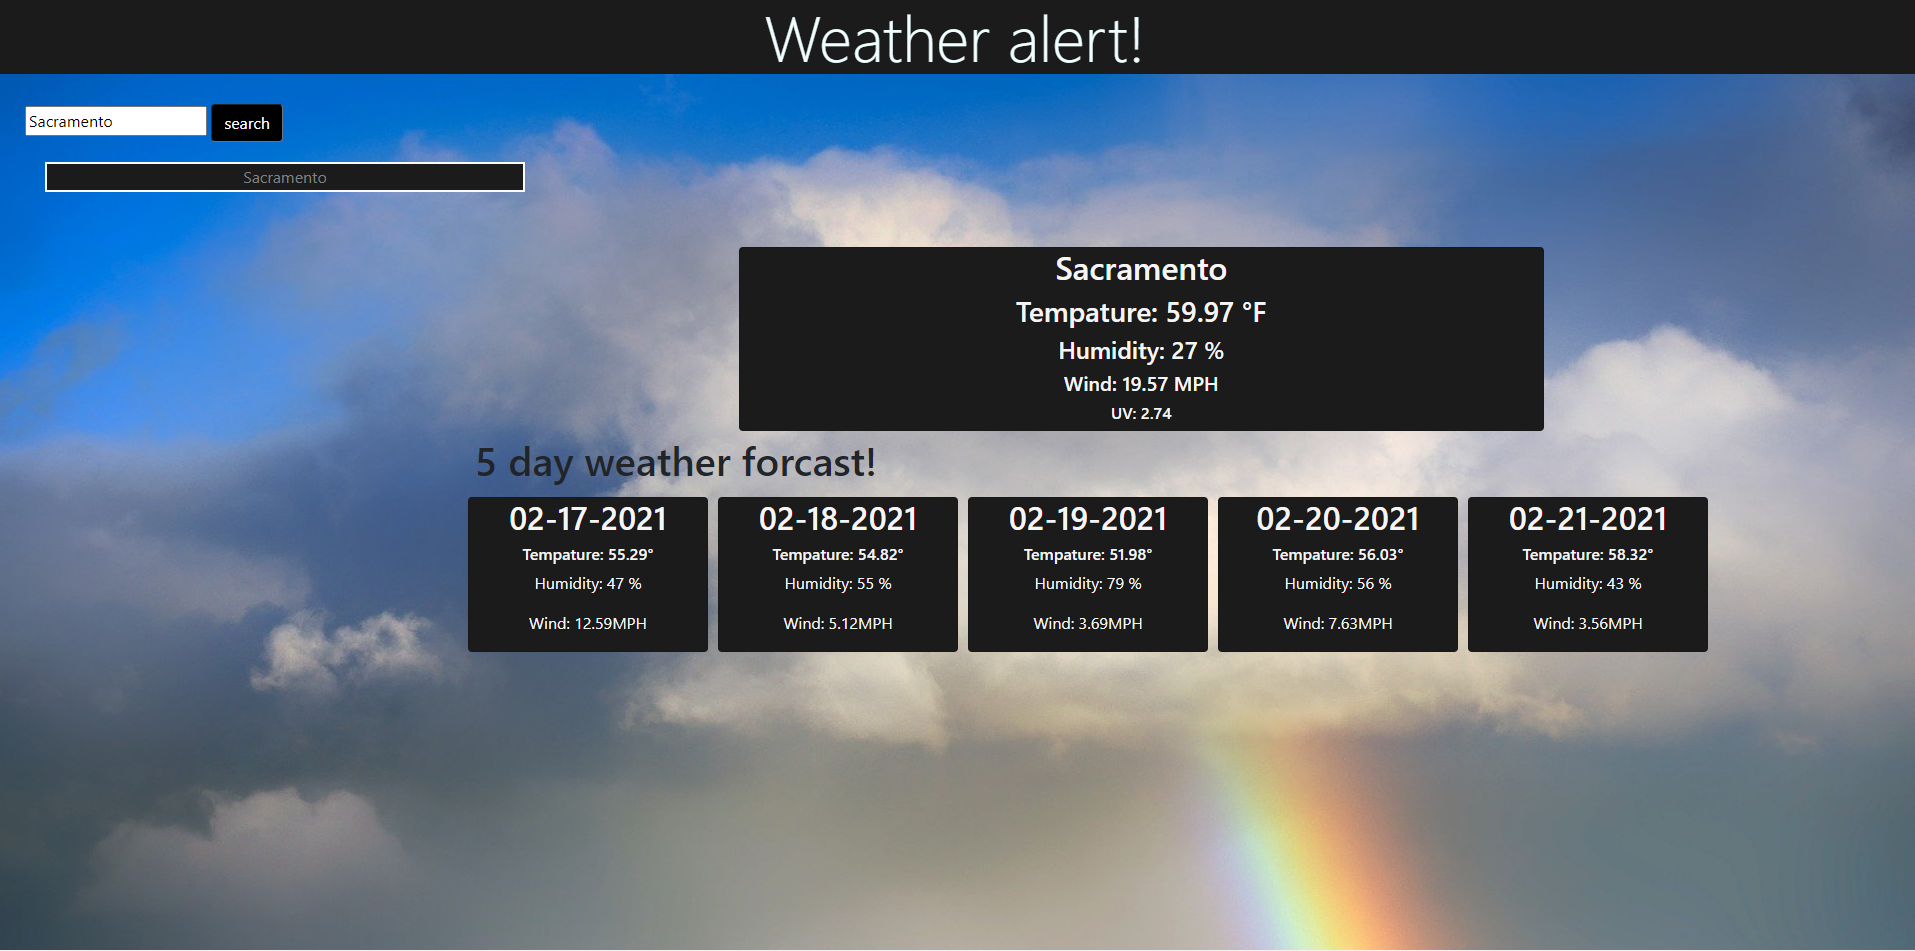 Weather alert!
Sacramento
search
Sacramento
Sacramento
Tempature: 59.97 °F
Humidity: 27 %
Wind: 19.57 MPH
UV: 2.74
5 day weather forcast!
02-17-2021
Tempature: 55.29°
Humidity: 47 %
Wind: 12.59MPH
02-18-2021
Tempature: 54.82°
Humidity: 55 %
Wind: 5.12MPH
02-19-2021
Tempature: 51.98°
Humidity: 79 %
Wind: 3.69MPH
02-20-2021
Tempature: 56.03°
Humidity: 56 %
Wind: 7.63MPH
02-21-2021
Tempature: 58.32°
Humidity: 43 %
Wind: 3.56MPH